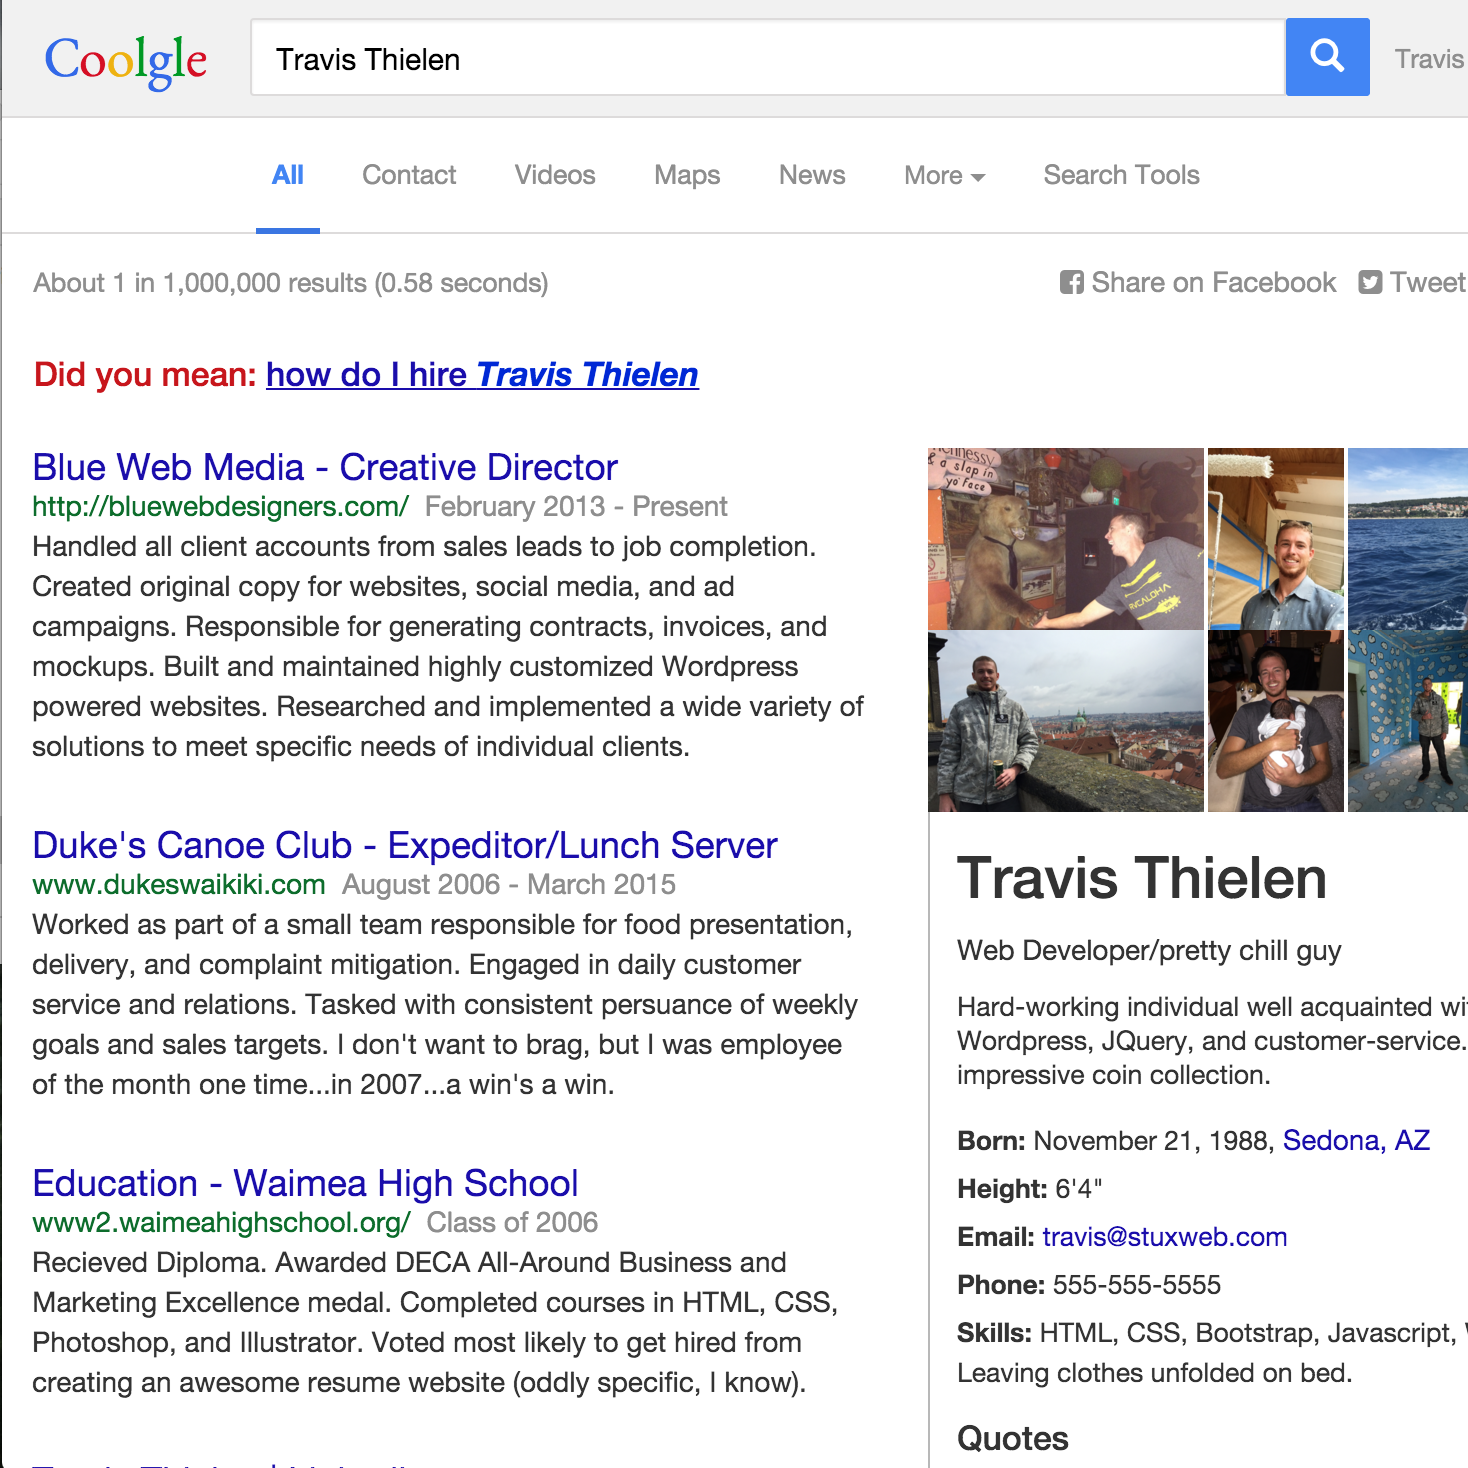 Coolgle
Travis Thielen
Travis
All
Contact
Videos
Maps
News
More
Search Tools
About 1 in 1,000,000 results (0.58 seconds)
Share on Facebook
Tweet
Did you mean: how do I hire Travis Thielen
Blue Web Media - Creative Director
http://bluewebdesigners.com/ February 2013 - Present
Handled all client accounts from sales leads to job completion.
Created original copy for websites, social media, and ad
campaigns. Responsible for generating contracts, invoices, and
mockups. Built and maintained highly customized Wordpress
powered websites. Researched and implemented a wide variety of
solutions to meet specific needs of individual clients.
Duke's Canoe Club - Expeditor/Lunch Server
www.dukeswaikiki.com August 2006 - March 2015
Worked as part of a small team responsible for food presentation,
delivery, and complaint mitigation. Engaged in daily customer
service and relations. Tasked with consistent persuance of weekly
goals and sales targets. I don't want to brag, but I was employee
of the month one time...in 2007...a win's a win.
Education - Waimea High School
www2.waimeahighschool.org/ Class of 2006
Recieved Diploma. Awarded DECA All-Around Business and
Marketing Excellence medal. Completed courses in HTML, CSS,
Photoshop, and Illustrator. Voted most likely to get hired from
creating an awesome resume website (oddly specific, I know).
& a slap in
yo face
RVCALOHA
Travis Thielen
Web Developer/pretty chill guy
Hard-working individual well acquainted
Wordpress, JQuery, and customer-service.
impressive coin collection.
Born: November 21, 1988, Sedona, AZ
Height: 6'4"
Email: travis@stuxweb.com
Phone: 555-555-5555
Skills: HTML, CSS, Bootstrap, Javascript,
Leaving clothes unfolded on bed.
Quotes